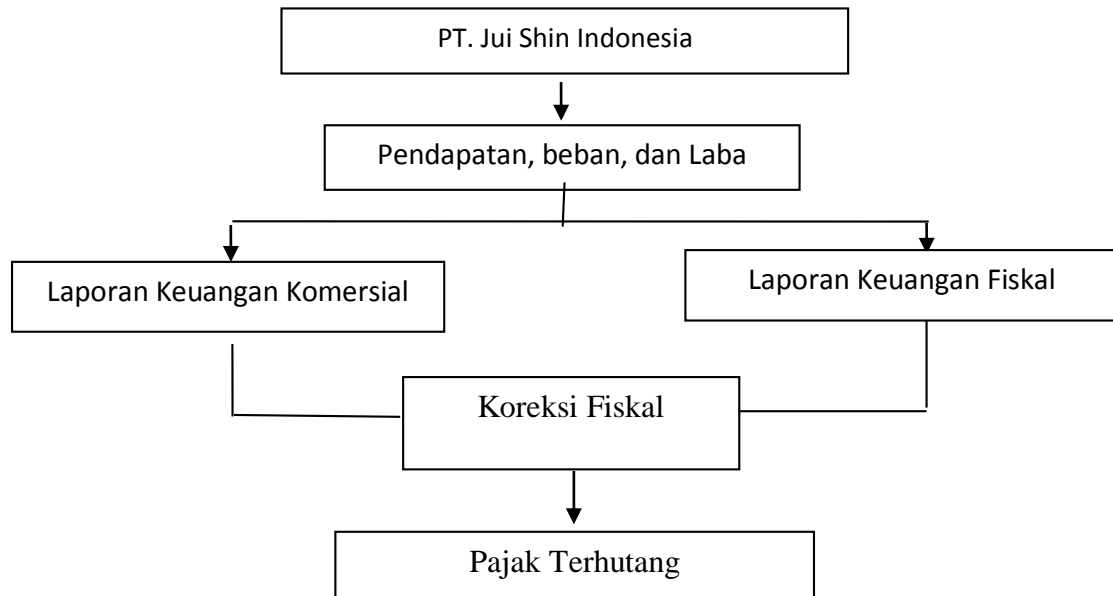 PT. Jui Shin Indonesia
Pendapatan, beban, dan Laba
Laporan Keuangan Komersial
Laporan Keuangan Fiskal
Koreksi Fiskal
Pajak Terhutang